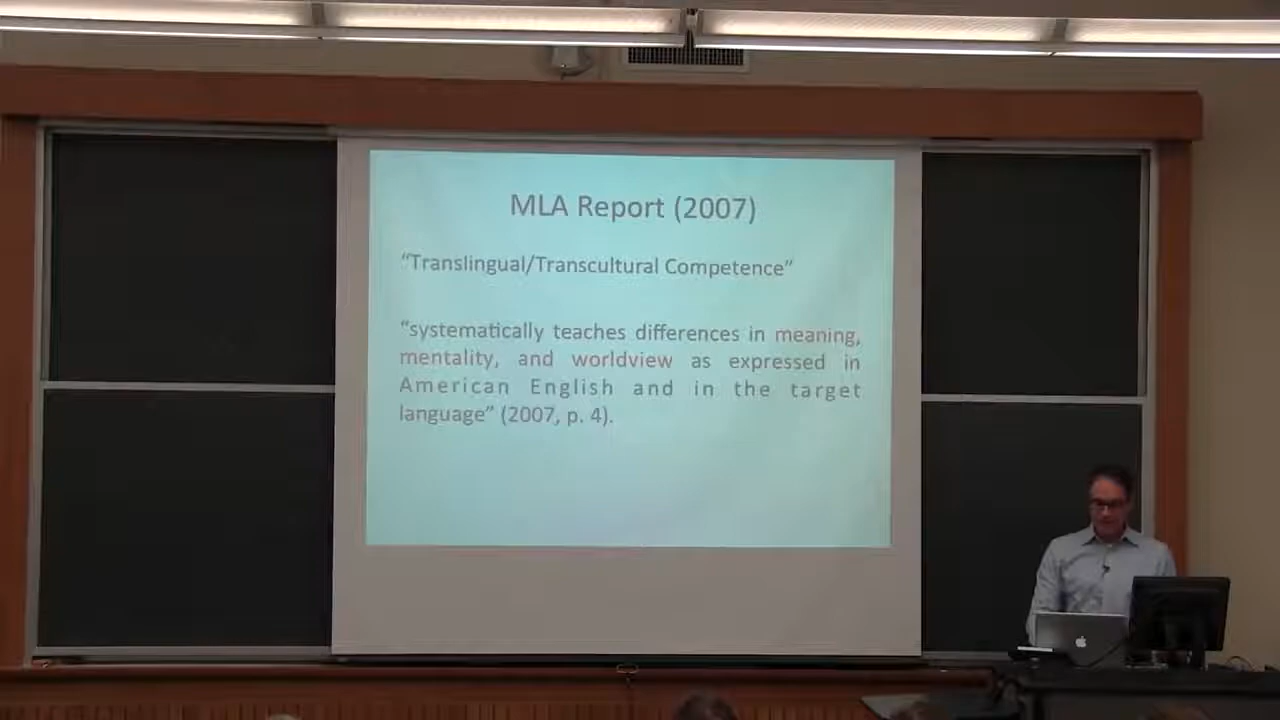 MLA Report (2007)
“Translingual/Transcultural Competence”
“systematically teaches differences in meaning,
mentality, and worldview as expressed in
American English and in the target
language” (2007, p. 4).